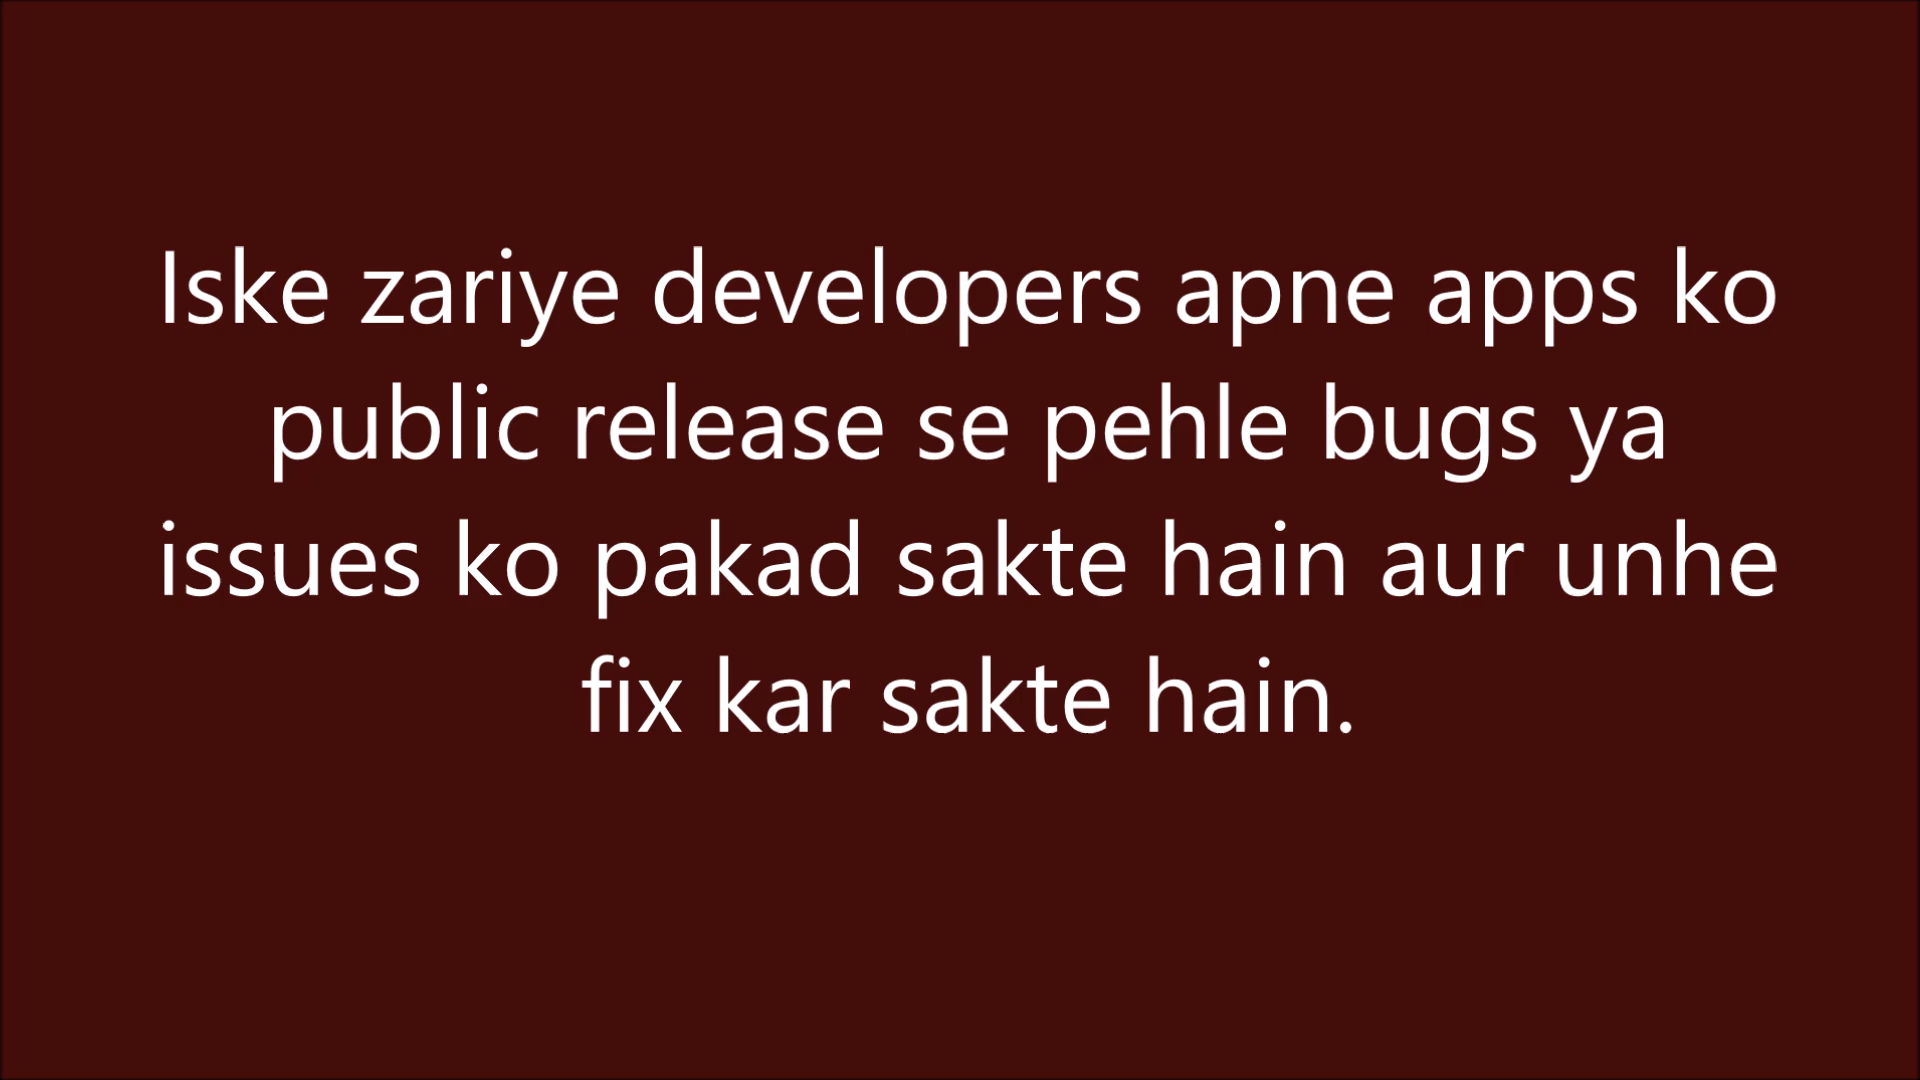 Iske zariye developers apne apps ko
public release se pehle bugs ya
issues ko pakad sakte hain aur unhe
fix kar sakte hain.